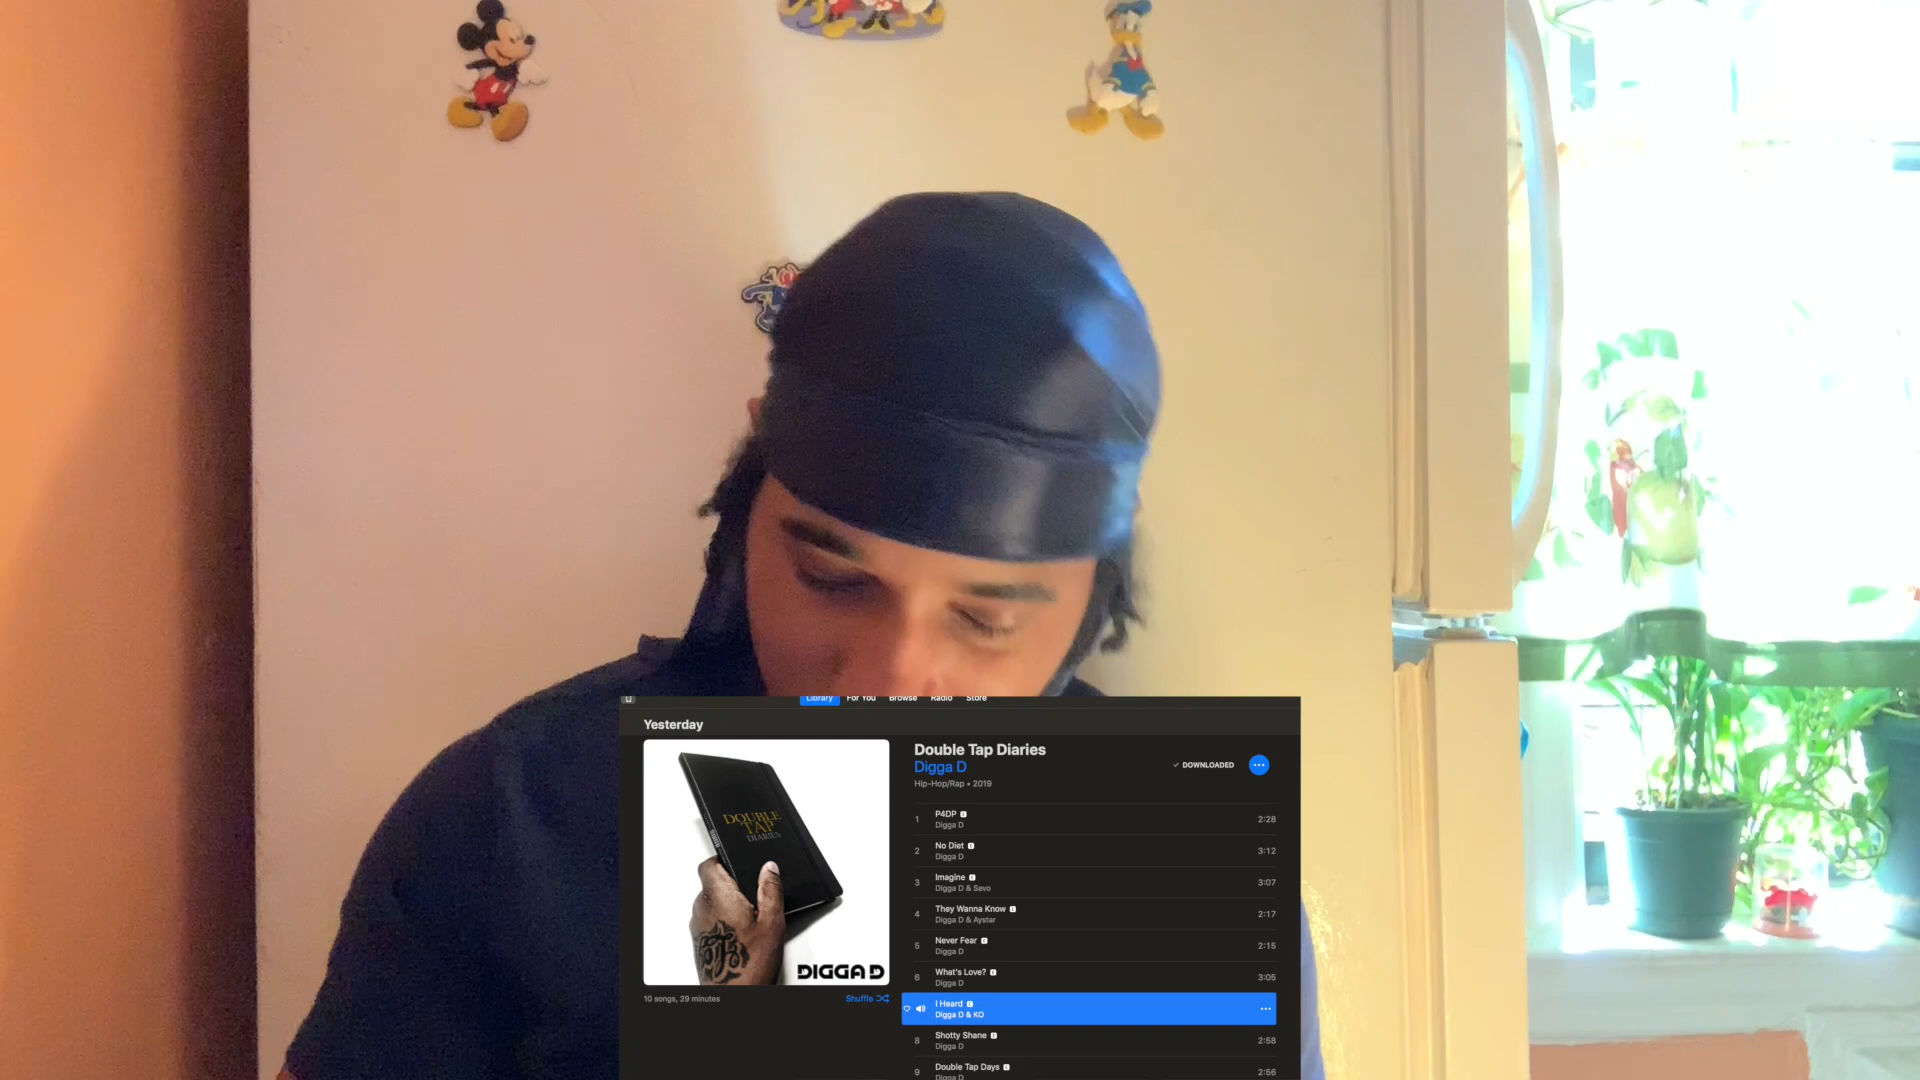 Library For You Browse Radio Store
Yesterday
DOUBLE
TAP
DIARIES
DIGGA D
10 songs, 29 minutes
Shuffle
Double Tap Diaries
Digga D
Hip-Hop/Rap • 2019
✓ DOWNLOADED
1 P4DP E 2:28
Digga D
2 No Diet E 3:12
Digga D
3 Imagine E 3:07
Digga D & Savo
4 They Wanna Know E 2:17
Digga D & Aystar
5 Never Fear E 2:15
Digga D
6 What's Love? E 3:05
Digga D
I Heard E
Digga D & KO
8 Shotty Shane E 2:58
Digga D
9 Double Tap Days E 2:56
Digga D